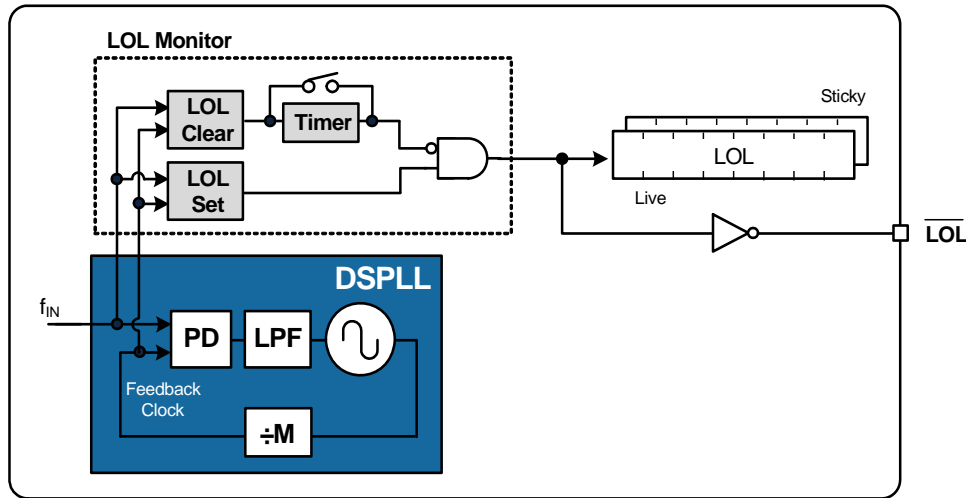 LOL Monitor
LOL
Clear
Timer
LOL
Set
Sticky
LOL
Live
LOL
DSPLL
fIN
PD
LPF
Feedback
Clock
÷M